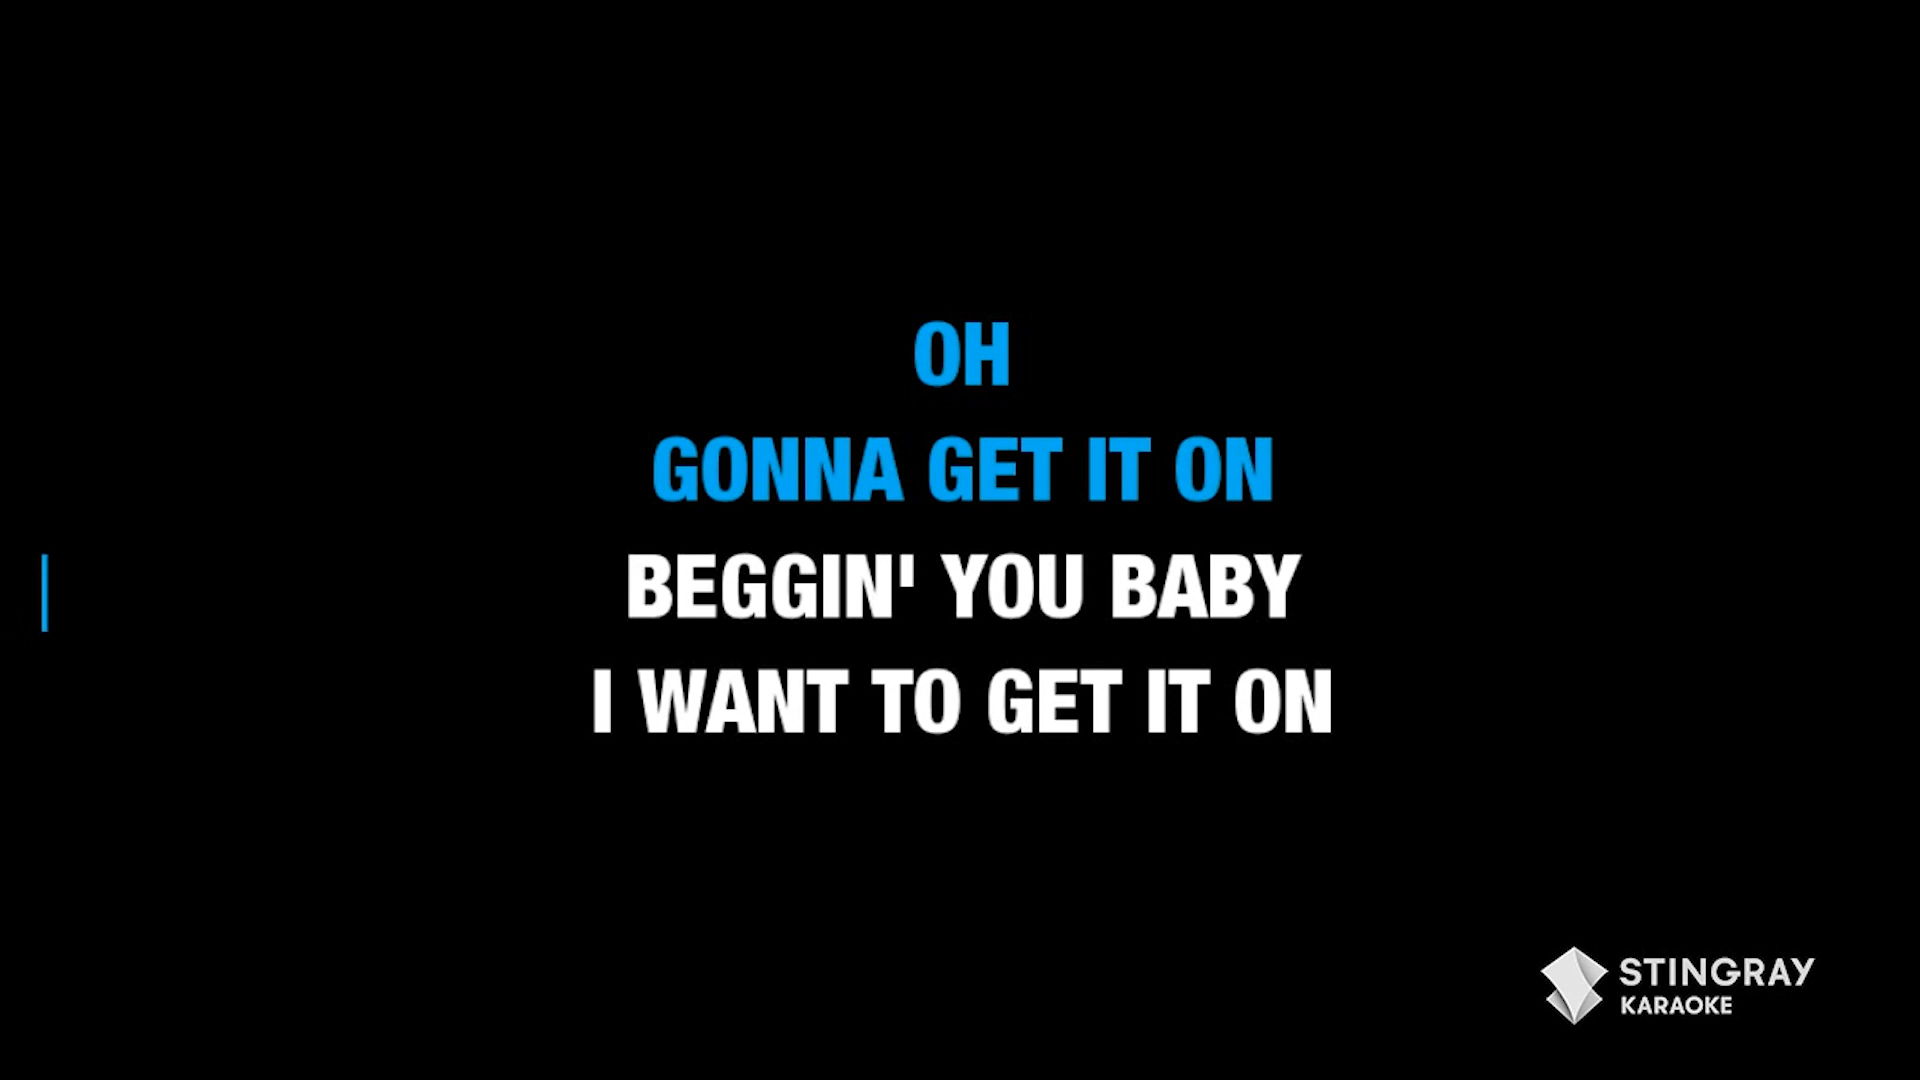 OH
GONNA GET IT ON
BEGGIN' YOU BABY
I WANT TO GET IT ON
STINGRAY
KARAOKE